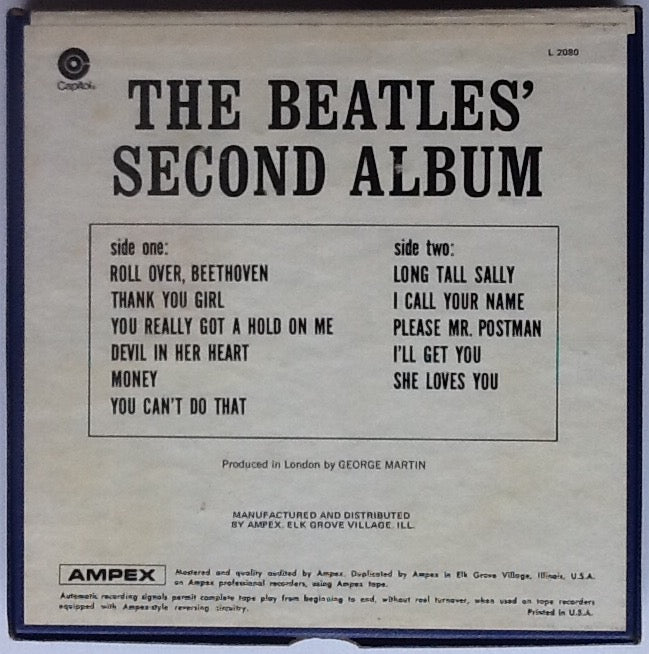 Capitol®
L 2080
THE BEATLES'
SECOND ALBUM
side one:
ROLL OVER, BEETHOVEN
THANK YOU GIRL
YOU REALLY GOT A HOLD ON ME
DEVIL IN HER HEART
MONEY
YOU CAN'T DO THAT
side two:
LONG TALL SALLY
I CALL YOUR NAME
PLEASE MR. POSTMAN
I'LL GET YOU
SHE LOVES YOU
Produced in London by GEORGE MARTIN
MANUFACTURED AND DISTRIBUTED
BY AMPEX, ELK GROVE VILLAGE, ILL.
AMPEX
Mastered and quality audited by Ampex. Duplicated by Ampex in Elk Grove Village, Illinois, U.S.A.
on Ampex professional recorders, using Ampex tape.
Automatic recording signals permit complete tape play from beginning to end, without reel turnover, when used on tape recorders
equipped with Ampex-style reversing circuitry.
Printed in U.S.A.